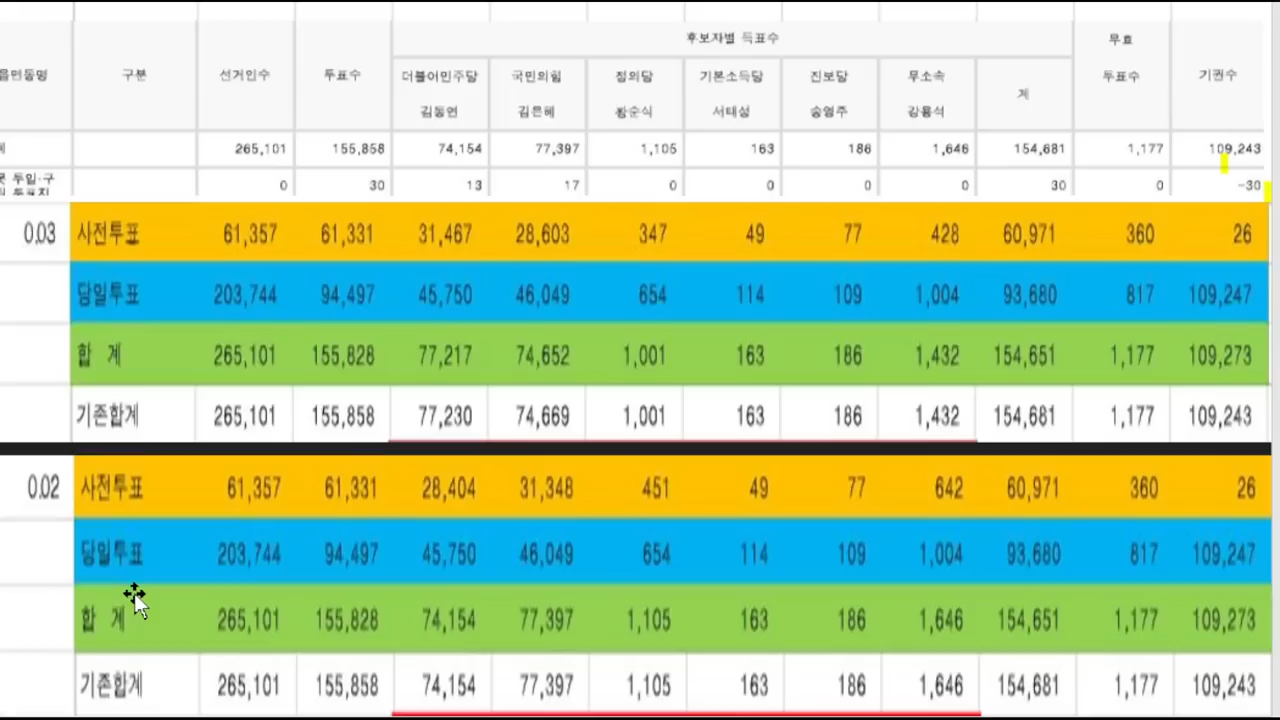 후보자별 득표수
무효
읍면동명 구분 선거인수 투표수 더불어민주당 국민의힘 정의당 기본소득당 진보당 무소속 계 투표수 기권수
김동연 김은혜 황순식 서태성 송영주 강용석
265,101 155,858 74,154 77,397 1,105 163 186 1,646 154,681 1,177 109,243
투입·구
0 30 13 17 0 0 0 0 30 0 -30
0.03 사전투표 61,357 61,331 31,467 28,603 347 49 77 428 60,971 360 26
당일투표 203,744 94,497 45,750 46,049 654 114 109 1,004 93,680 817 109,247
합 계 265,101 155,828 77,217 74,652 1,001 163 186 1,432 154,651 1,177 109,273
기존합계 265,101 155,858 77,230 74,669 1,001 163 186 1,432 154,681 1,177 109,243
0.02 사전투표 61,357 61,331 28,404 31,348 451 49 77 642 60,971 360 26
당일투표 203,744 94,497 45,750 46,049 654 114 109 1,004 93,680 817 109,247
합 계 265,101 155,828 74,154 77,397 1,105 163 186 1,646 154,651 1,177 109,273
기존합계 265,101 155,858 74,154 77,397 1,105 163 186 1,646 154,681 1,177 109,243